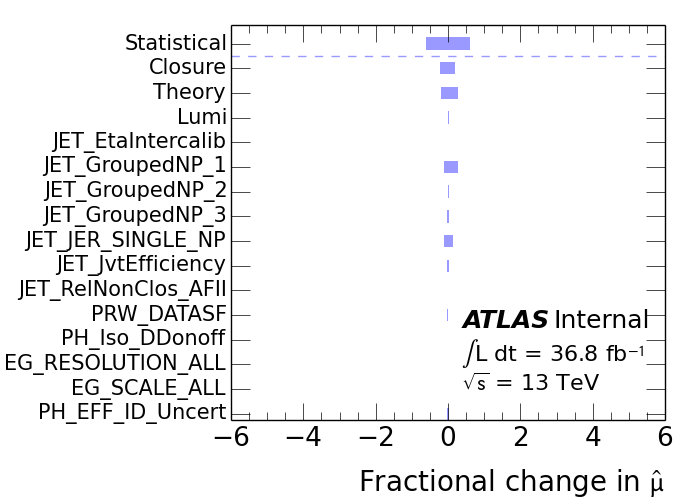 Statistical
Closure
Theory
Lumi
JET_EtaIntercalib
JET_GroupedNP_1
JET_GroupedNP_2
JET_GroupedNP_3
JET_JER_SINGLE_NP
JET_JvtEfficiency
JET_RelNonClos_AFII
PRW_DATASF
PH_Iso_DDonoff
EG_RESOLUTION_ALL
EG_SCALE_ALL
PH_EFF_ID_Uncert
ATLAS Internal
∫L dt = 36.8 fb⁻¹
√s = 13 TeV
−6 −4 −2 0 2 4 6
Fractional change in μ̂